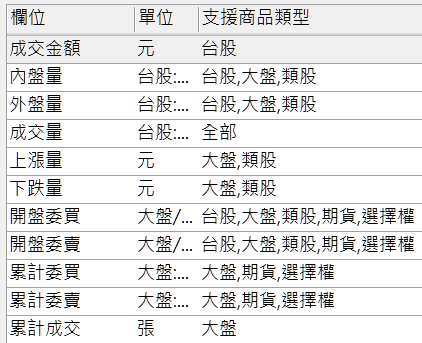 欄位 單位 支援商品類型
成交金額 元 台股
內盤量 台股:... 台股,大盤,類股
外盤量 台股:... 台股,大盤,類股
成交量 台股:... 全部
上漲量 元 大盤,類股
下跌量 元 大盤,類股
開盤委買 大盤/... 台股,大盤,類股,期貨,選擇權
開盤委賣 大盤/... 台股,大盤,類股,期貨,選擇權
累計委買 大盤:... 大盤,期貨,選擇權
累計委賣 大盤:... 大盤,期貨,選擇權
累計成交 張 大盤